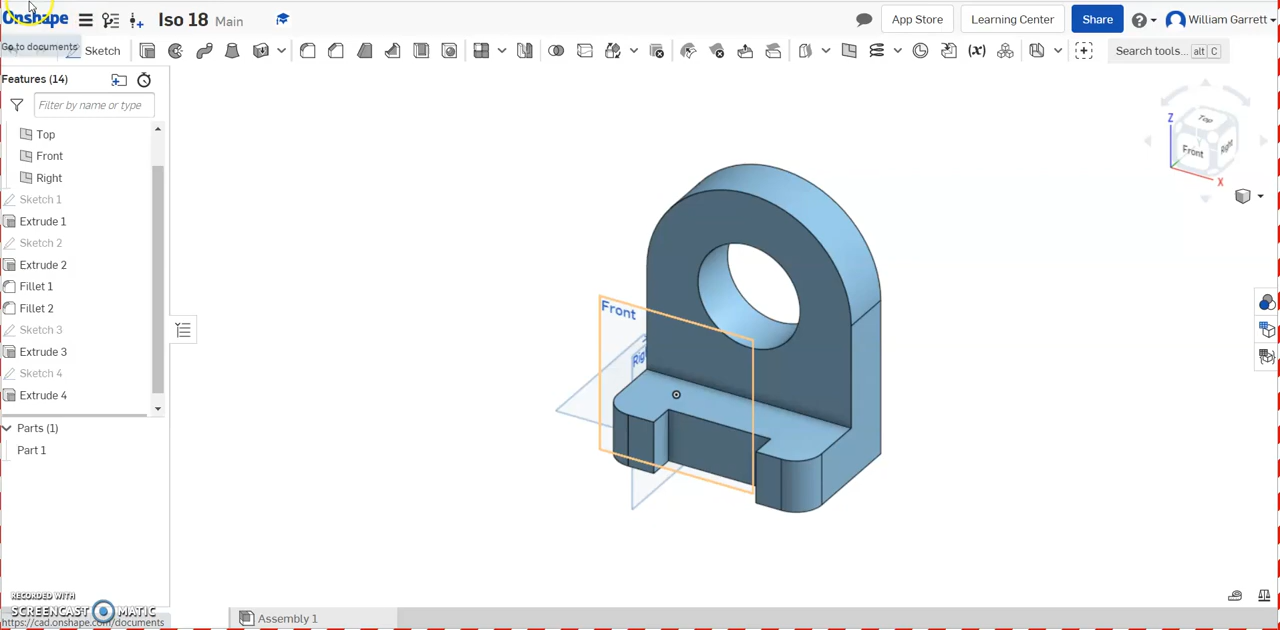 Onshape Iso 18 Main App Store Learning Center Share William Garrett
Go to documents Sketch Search tools... alt C
Features (14)
Filter by name or type
Top
Front
Right
Sketch 1
Extrude 1
Sketch 2
Extrude 2
Fillet 1
Fillet 2
Sketch 3
Extrude 3
Sketch 4
Extrude 4
Parts (1)
Part 1
Front
Z
Top
Front
Right
X
RECORDED WITH
SCREENCAST MATIC
https://cad.onshape.com/documents
Assembly 1